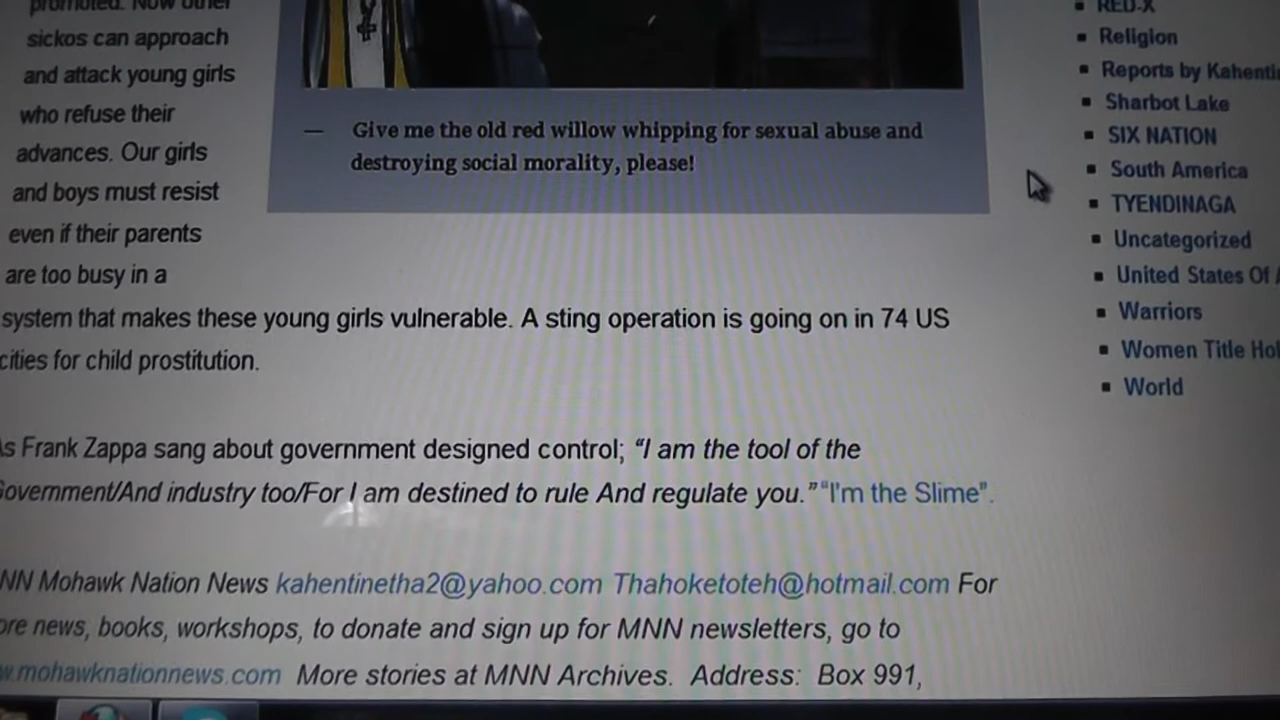 promoted. Now other
sickos can approach
and attack young girls
who refuse their
advances. Our girls
and boys must resist
even if their parents
are too busy in a
system that makes these young girls vulnerable. A sting operation is going on in 74 US
cities for child prostitution.
— Give me the old red willow whipping for sexual abuse and
destroying social morality, please!
Frank Zappa sang about government designed control; “I am the tool of the
Government/And industry too/For I am destined to rule And regulate you.” “I'm the Slime”.
Mohawk Nation News kahentinetha2@yahoo.com Thahoketoteh@hotmail.com For
news, books, workshops, to donate and sign up for MNN newsletters, go to
.mohawknationnews.com More stories at MNN Archives. Address: Box 991,
RED-X
Religion
Reports by
Sharbot Lake
SIX NATION
South America
TYENDINAGA
Uncategorized
United States Of
Warriors
Women Title
World